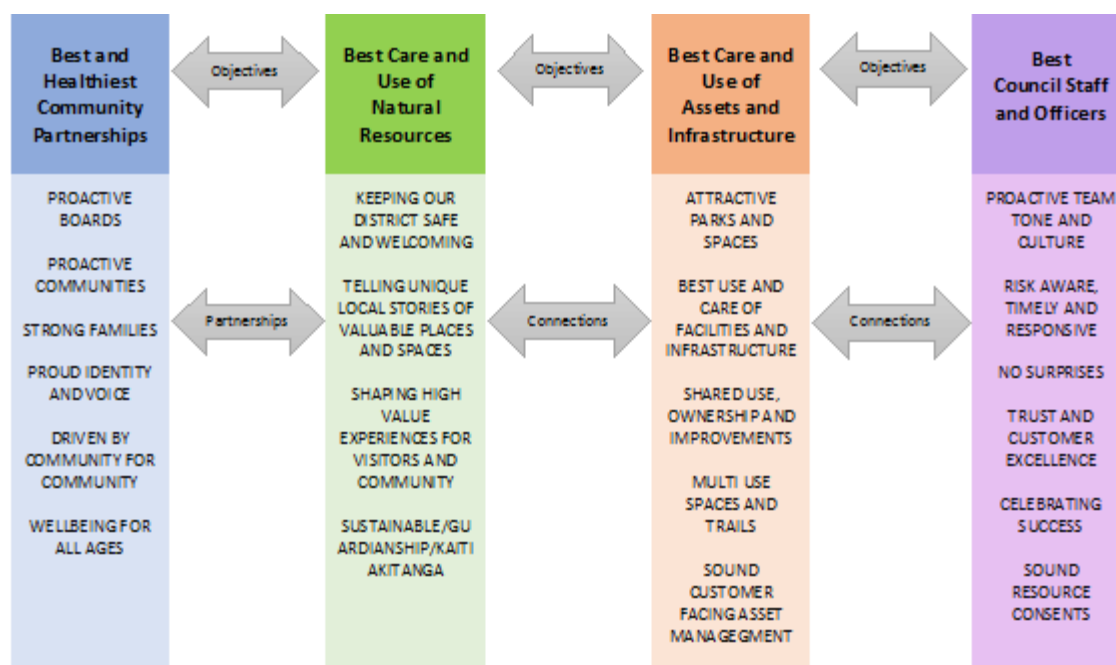 Best and
Healthiest
Community
Partnerships
Objectives
Best Care and
Use of
Natural
Resources
Objectives
Best Care and
Use of
Assets and
Infrastructure
Objectives
Best
Council Staff
and Officers
PROACTIVE
BOARDS
PROACTIVE
COMMUNITIES
STRONG FAMILIES
PROUD IDENTITY
AND VOICE
DRIVEN BY
COMMUNITY FOR
COMMUNITY
WELLBEING FOR
ALL AGES
Partnerships
KEEPING OUR
DISTRICT SAFE
AND WELCOMING
TELLING UNIQUE
LOCAL STORIES OF
VALUABLE PLACES
AND SPACES
SHAPING HIGH
VALUE
EXPERIENCES FOR
VISITORS AND
COMMUNITY
SUSTAINABLE/GU
ARDIANSHIP/KAITI
AKITANGA
Connections
ATTRACTIVE
PARKS AND
SPACES
BEST USE AND
CARE OF
FACILITIES AND
INFRASTRUCTURE
SHARED USE,
OWNERSHIP AND
IMPROVEMENTS
MULTI USE
SPACES AND
TRAILS
SOUND
CUSTOMER
FACING ASSET
MANAGEGMENT
Connections
PROACTIVE TEAM
TONE AND
CULTURE
RISK AWARE,
TIMELY AND
RESPONSIVE
NO SURPRISES
TRUST AND
CUSTOMER
EXCELLENCE
CELEBRATING
SUCCESS
SOUND
RESOURCE
CONSENTS